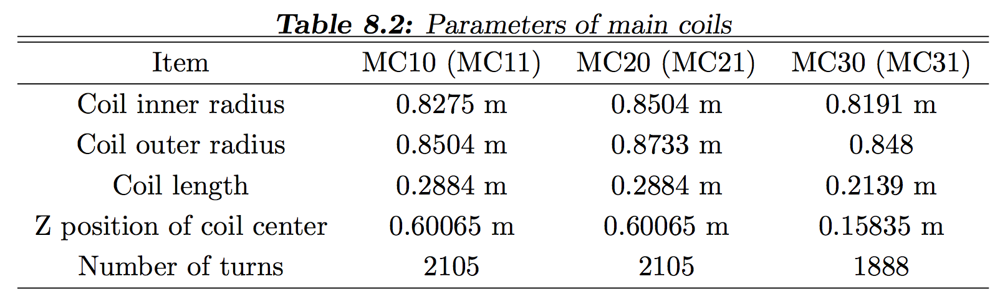 Table 8.2: Parameters of main coils
Item MC10 (MC11) MC20 (MC21) MC30 (MC31)
Coil inner radius 0.8275 m 0.8504 m 0.8191 m
Coil outer radius 0.8504 m 0.8733 m 0.848
Coil length 0.2884 m 0.2884 m 0.2139 m
Z position of coil center 0.60065 m 0.60065 m 0.15835 m
Number of turns 2105 2105 1888